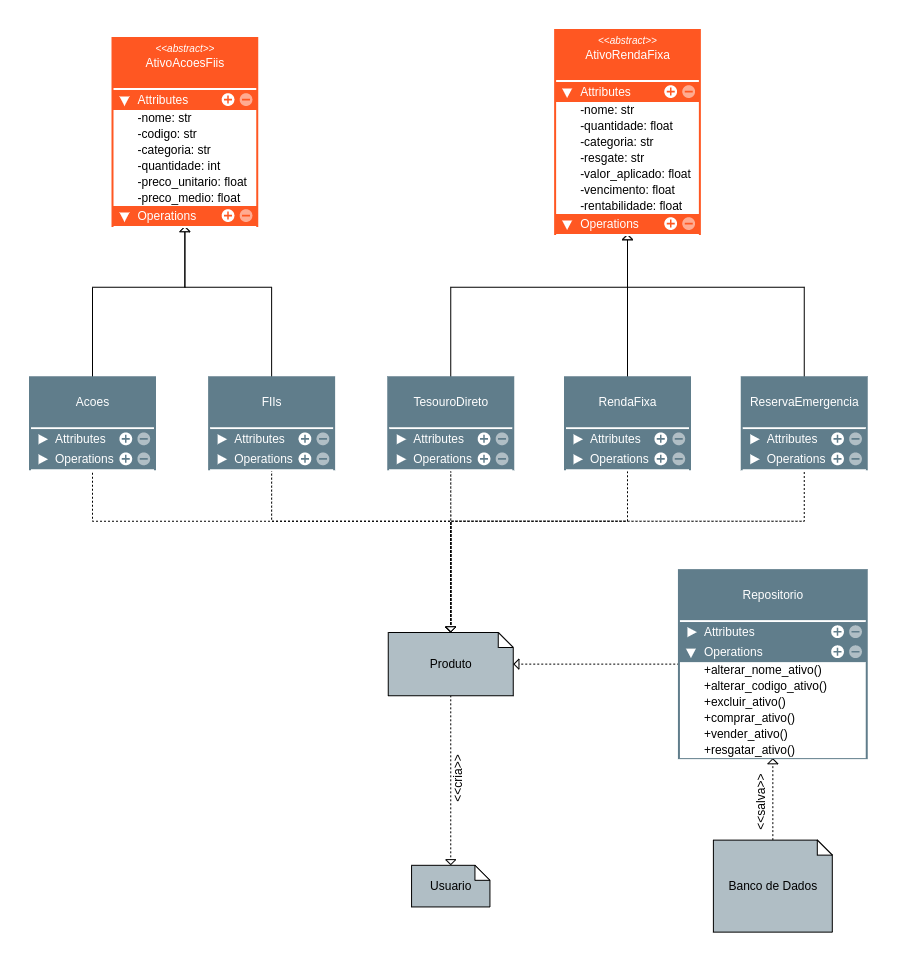 <<abstract>>
AtivoAcoesFiis
Attributes
-nome: str
-codigo: str
-categoria: str
-quantidade: int
-preco_unitario: float
-preco_medio: float
Operations
<<abstract>>
AtivoRendaFixa
Attributes
-nome: str
-quantidade: float
-categoria: str
-resgate: str
-valor_aplicado: float
-vencimento: float
-rentabilidade: float
Operations
Acoes
Attributes
Operations
FIIs
Attributes
Operations
TesouroDireto
Attributes
Operations
RendaFixa
Attributes
Operations
ReservaEmergencia
Attributes
Operations
Repositorio
Attributes
Operations
+alterar_nome_ativo()
+alterar_codigo_ativo()
+excluir_ativo()
+comprar_ativo()
+vender_ativo()
+resgatar_ativo()
Produto
<<cria>>
<<salva>>
Usuario
Banco de Dados